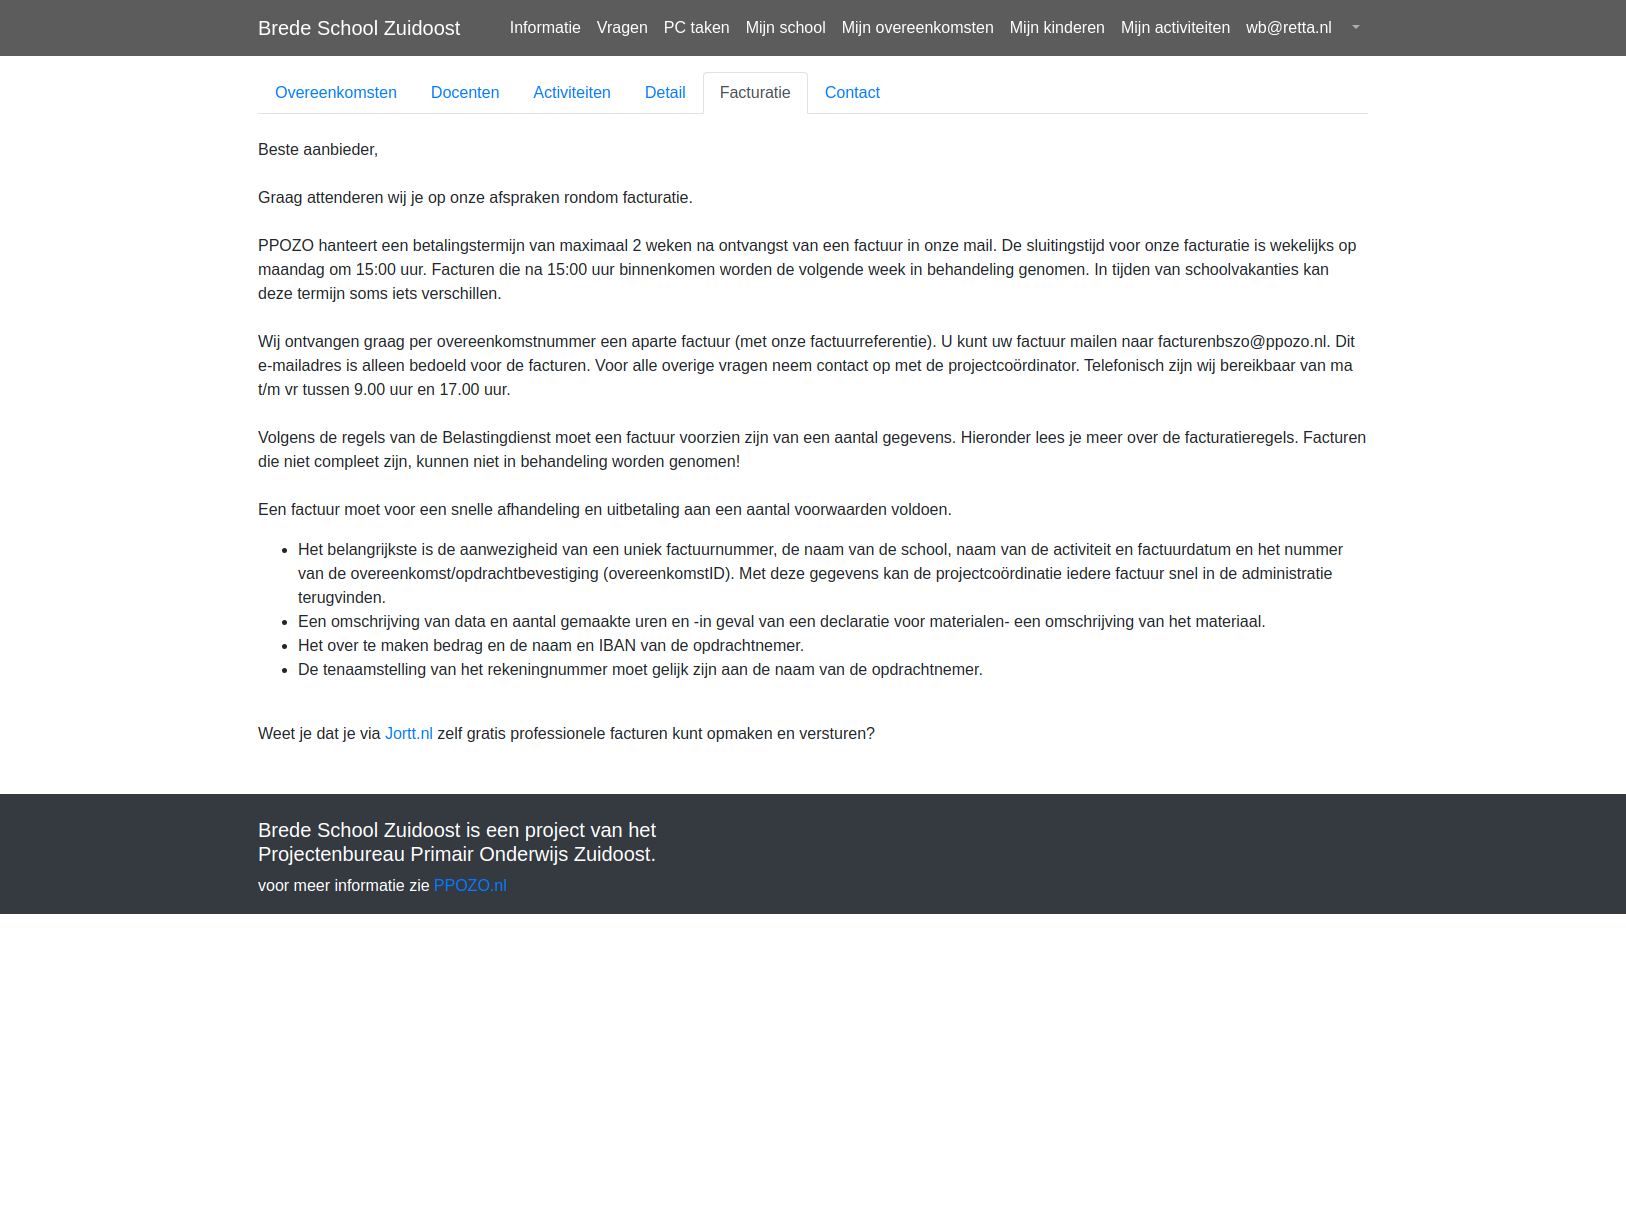 Brede School Zuidoost Informatie Vragen PC taken Mijn school Mijn overeenkomsten Mijn kinderen Mijn activiteiten wb@retta.nl
Overeenkomsten Docenten Activiteiten Detail Facturatie Contact
Beste aanbieder,
Graag attenderen wij je op onze afspraken rondom facturatie.
PPOZO hanteert een betalingstermijn van maximaal 2 weken na ontvangst van een factuur in onze mail. De sluitingstijd voor onze facturatie is wekelijks op
maandag om 15:00 uur. Facturen die na 15:00 uur binnenkomen worden de volgende week in behandeling genomen. In tijden van schoolvakanties kan
deze termijn soms iets verschillen.
Wij ontvangen graag per overeenkomstnummer een aparte factuur (met onze factuurreferentie). U kunt uw factuur mailen naar facturenbszo@ppozo.nl. Dit
e-mailadres is alleen bedoeld voor de facturen. Voor alle overige vragen neem contact op met de projectcoördinator. Telefonisch zijn wij bereikbaar van ma
t/m vr tussen 9.00 uur en 17.00 uur.
Volgens de regels van de Belastingdienst moet een factuur voorzien zijn van een aantal gegevens. Hieronder lees je meer over de facturatieregels. Facturen
die niet compleet zijn, kunnen niet in behandeling worden genomen!
Een factuur moet voor een snelle afhandeling en uitbetaling aan een aantal voorwaarden voldoen.
• Het belangrijkste is de aanwezigheid van een uniek factuurnummer, de naam van de school, naam van de activiteit en factuurdatum en het nummer
van de overeenkomst/opdrachtbevestiging (overeenkomstID). Met deze gegevens kan de projectcoördinatie iedere factuur snel in de administratie
terugvinden.
• Een omschrijving van data en aantal gemaakte uren en -in geval van een declaratie voor materialen- een omschrijving van het materiaal.
• Het over te maken bedrag en de naam en IBAN van de opdrachtnemer.
• De tenaamstelling van het rekeningnummer moet gelijk zijn aan de naam van de opdrachtnemer.
Weet je dat je via Jortt.nl zelf gratis professionele facturen kunt opmaken en versturen?
Brede School Zuidoost is een project van het
Projectenbureau Primair Onderwijs Zuidoost.
voor meer informatie zie PPOZO.nl